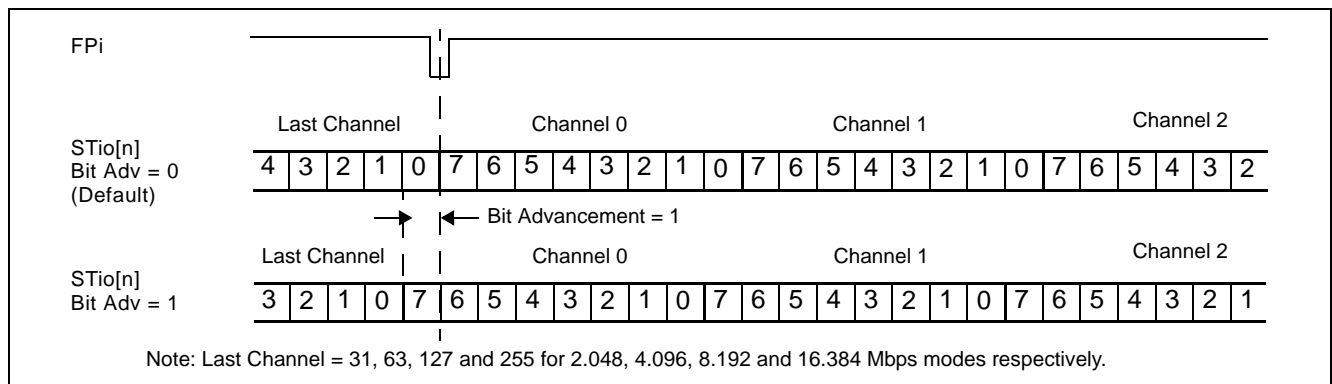 FPi
Last Channel Channel 0 Channel 1 Channel 2
STio[n]
Bit Adv = 0
(Default)
4 3 2 1 0 7 6 5 4 3 2 1 0 7 6 5 4 3 2 1 0 7 6 5 4 3 2
Bit Advancement = 1
Last Channel Channel 0 Channel 1 Channel 2
STio[n]
Bit Adv = 1
3 2 1 0 7 6 5 4 3 2 1 0 7 6 5 4 3 2 1 0 7 6 5 4 3 2 1
Note: Last Channel = 31, 63, 127 and 255 for 2.048, 4.096, 8.192 and 16.384 Mbps modes respectively.